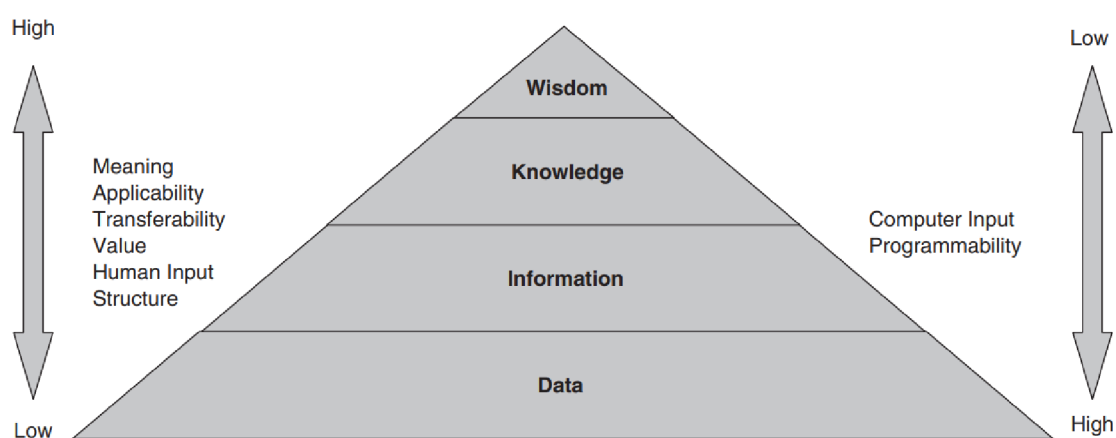 High
Low
Wisdom
Meaning
Applicability
Transferability
Value
Human Input
Structure
Knowledge
Computer Input
Programmability
Information
Data
Low
High